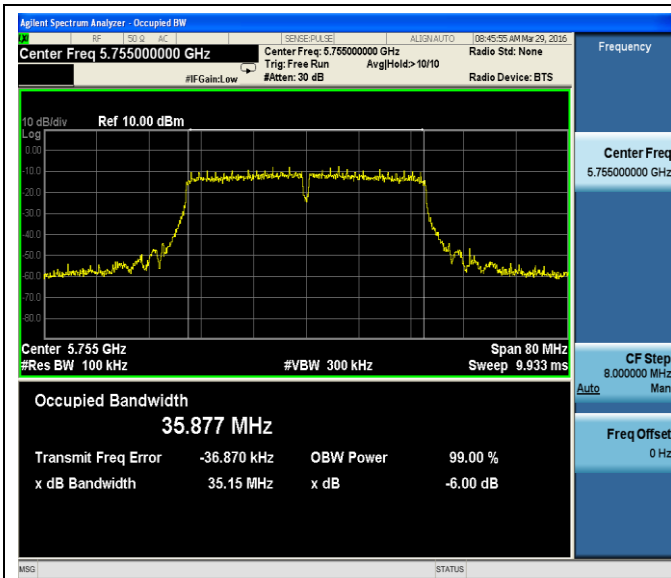 Agilent Spectrum Analyzer - Occupied BW
RF 50 Ω AC SENSE:PULSE ALIGN AUTO 08:45:55 AM Mar 29, 2016
Center Freq 5.755000000 GHz Center Freq: 5.755000000 GHz Radio Std: None Frequency
Trig: Free Run Avg|Hold:> 10/10
#IFGain:Low #Atten: 30 dB Radio Device: BTS
10 dB/div Ref 10.00 dBm
Log
0.00
-10.0
-20.0
-30.0
-40.0
-50.0
-60.0
-70.0
-80.0
Center Freq
5.755000000 GHz
Center 5.755 GHz Span 80 MHz
#Res BW 100 kHz #VBW 300 kHz Sweep 9.933 ms
CF Step
8.000000 MHz
Auto Man
Occupied Bandwidth
35.877 MHz
Freq Offset
0 Hz
Transmit Freq Error -36.870 kHz OBW Power 99.00 %
x dB Bandwidth 35.15 MHz x dB -6.00 dB
MSG STATUS